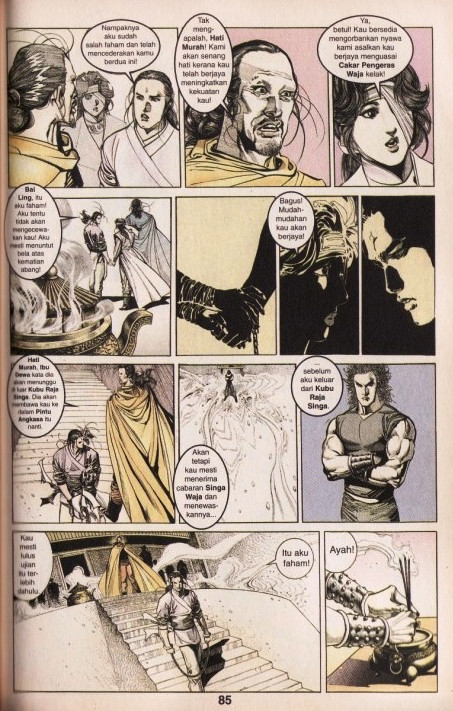 Nampaknya
aku sudah
salah faham dan telah
mencederakan kamu
berdua ini!
Tak
meng-
apalah, Hati
Murah! Kami
akan senang
hati kerana kau
telah berjaya
meningkatkan
kekuatan
kau!
Ya,
betul! Kau bersedia
mengorbankan nyawa
kami asalkan kau
berjaya menguasai
Cakar Pengeras
Waja kelak!
Bai
Ling, itu
aku faham!
Aku tentu
tidak akan
mengecewa-
kan kau! Aku
mesti menuntut
bela atas
kematian
abang!
Bagus!
Mudah-
mudahan
kau akan
berjaya!
Hati
Murah, Ibu
Dewa kata dia
akan menunggu
di luar Kubu Raja
Singa. Dia akan
membawa kau ke
dalam Pintu
Angkasa itu
nanti.
Akan
tetapi
kau mesti
menerima
cabaran Singa
Waja dan
menewas-
kannya...
...
sebelum
aku keluar
dari Kubu
Raja
Singa.
Kau
mesti
lulus
ujian
itu ter-
lebih
dahulu.
Itu aku
faham!
Ayah!
85